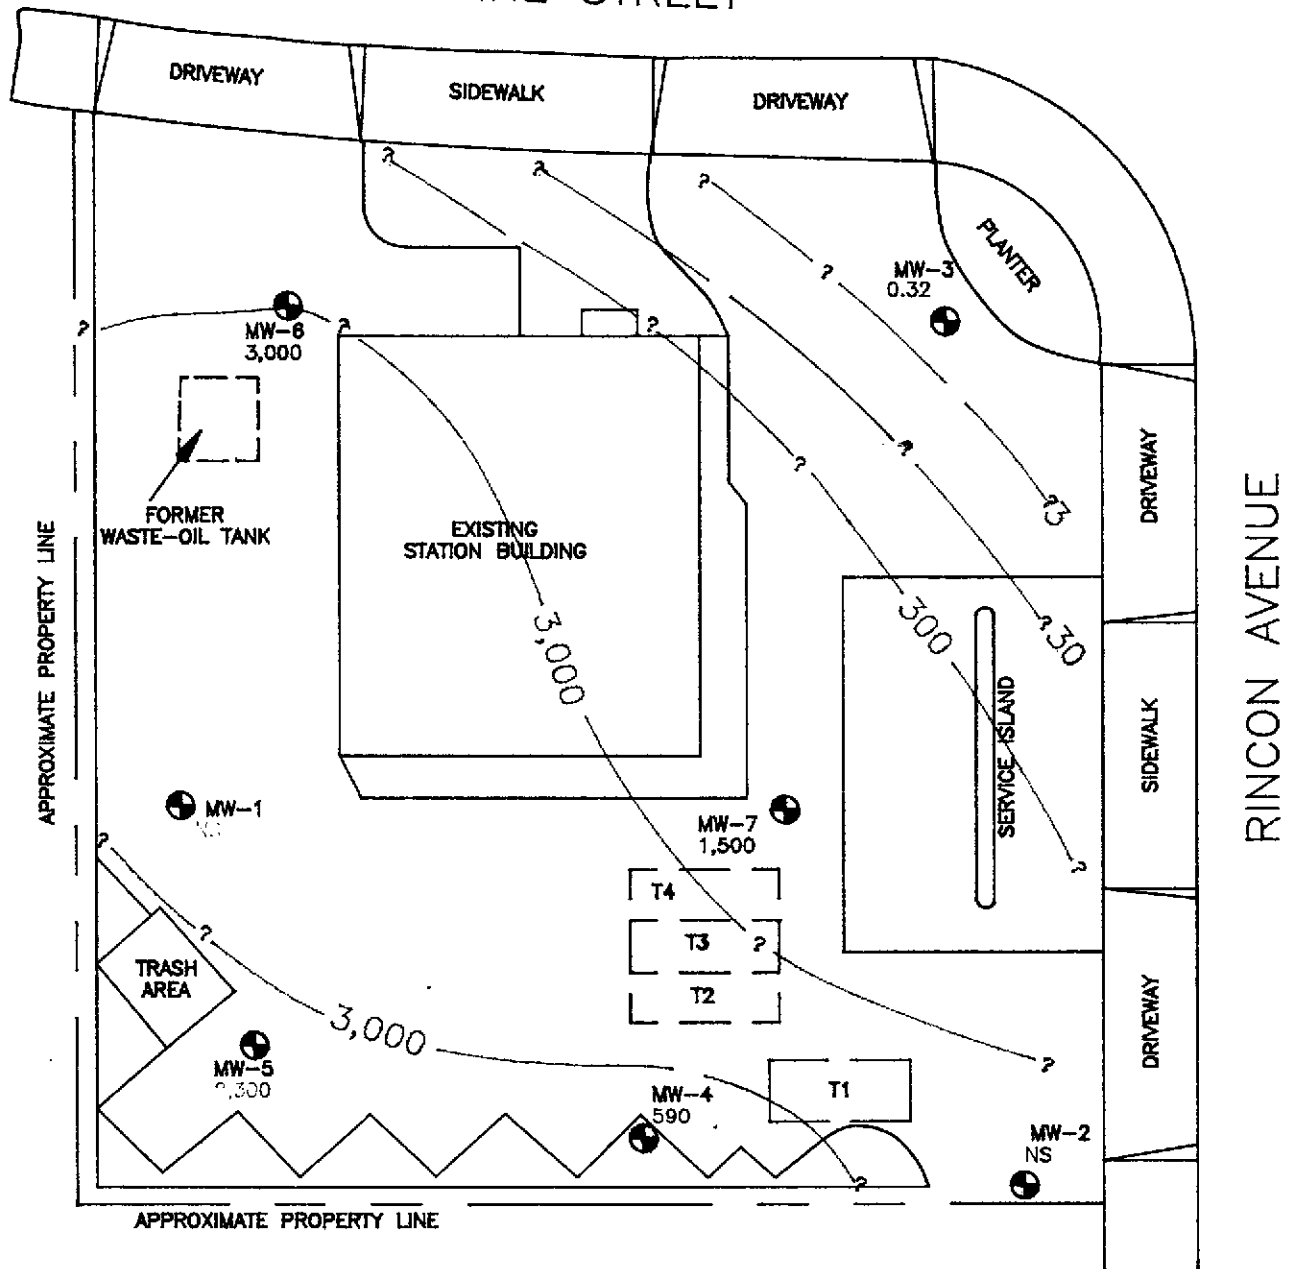 STREET
DRIVEWAY
SIDEWALK
DRIVEWAY
PLANTER
?
?
?
?
MW-3
0.32
MW-6
3,000
?
?
?
FORMER
WASTE-OIL TANK
EXISTING
STATION BUILDING
?
?
?3
DRIVEWAY
RINCON AVENUE
APPROXIMATE PROPERTY LINE
3,000
300
?30
SERVICE ISLAND
SIDEWALK
MW-1
MW-7
1,500
?
?
T4
T3
?
T2
?
TRASH
AREA
3,000
DRIVEWAY
?
MW-5
T1
MW-4
590
MW-2
NS
?
APPROXIMATE PROPERTY LINE